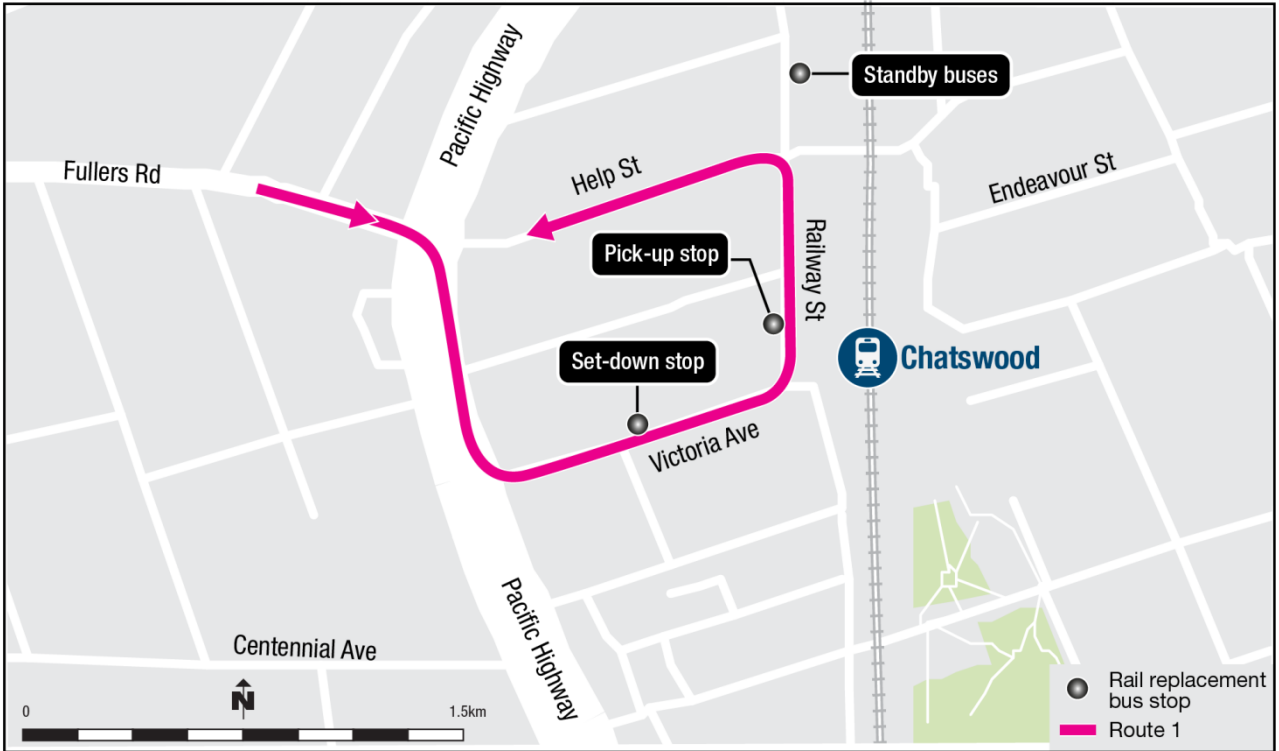 Standby buses
Pacific Highway
Fullers Rd
Help St
Endeavour St
Pick-up stop
Railway St
Set-down stop
Chatswood
Victoria Ave
Pacific Highway
Centennial Ave
N
0
1.5km
Rail replacement
bus stop
Route 1